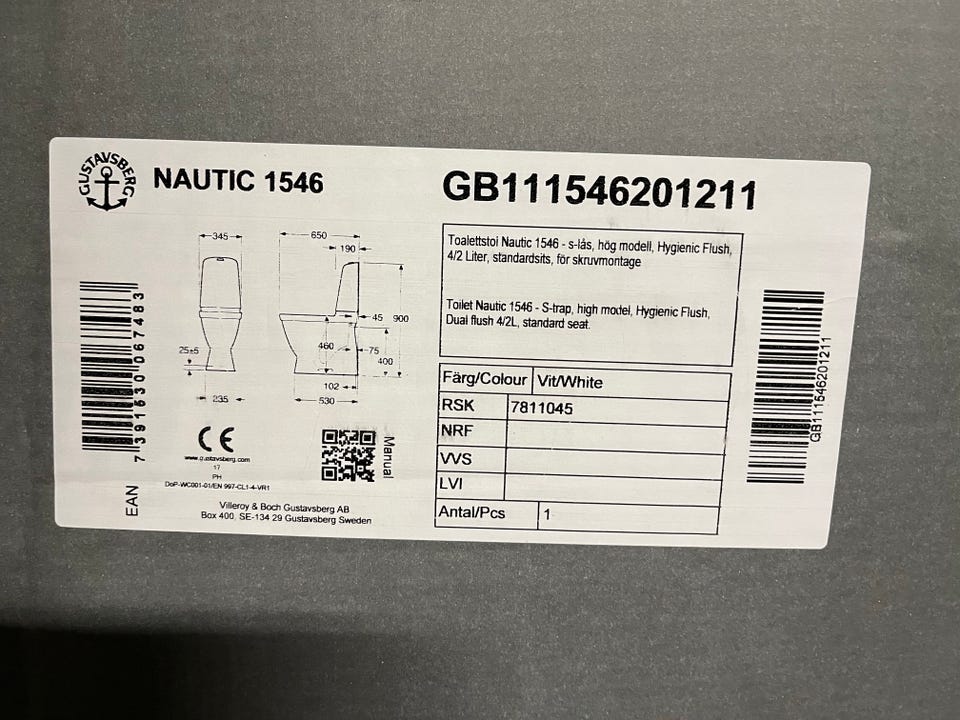 GUSTAVSBERG
NAUTIC 1546
GB111546201211
345
650
190
45
900
460
75
400
25±5
102
235
530
Toalettstol Nautic 1546 - s-lås, hög modell, Hygienic Flush,
4/2 Liter, standardsits, för skruvmontage
Toilet Nautic 1546 - S-trap, high model, Hygienic Flush,
Dual flush 4/2L, standard seat.
Färg/Colour Vit/White
RSK 7811045
NRF
VVS
LVI
Antal/Pcs 1
EAN
7 391530 067483
CE
www.gustavsberg.com
17
PH
DoP-WC001-01/EN 997-CL1-4-VR1
Manual
Villeroy & Boch Gustavsberg AB
Box 400, SE-134 29 Gustavsberg Sweden
GB111546201211